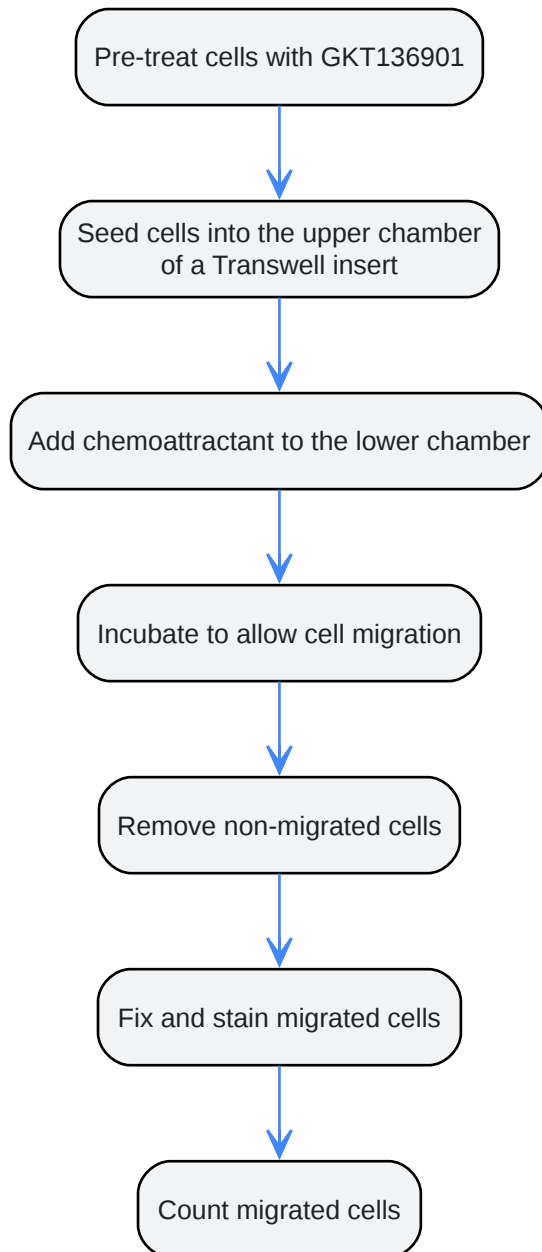 Pre-treat cells with GKT136901
Seed cells into the upper chamber
of a Transwell insert
Add chemoattractant to the lower chamber
Incubate to allow cell migration
Remove non-migrated cells
Fix and stain migrated cells
Count migrated cells